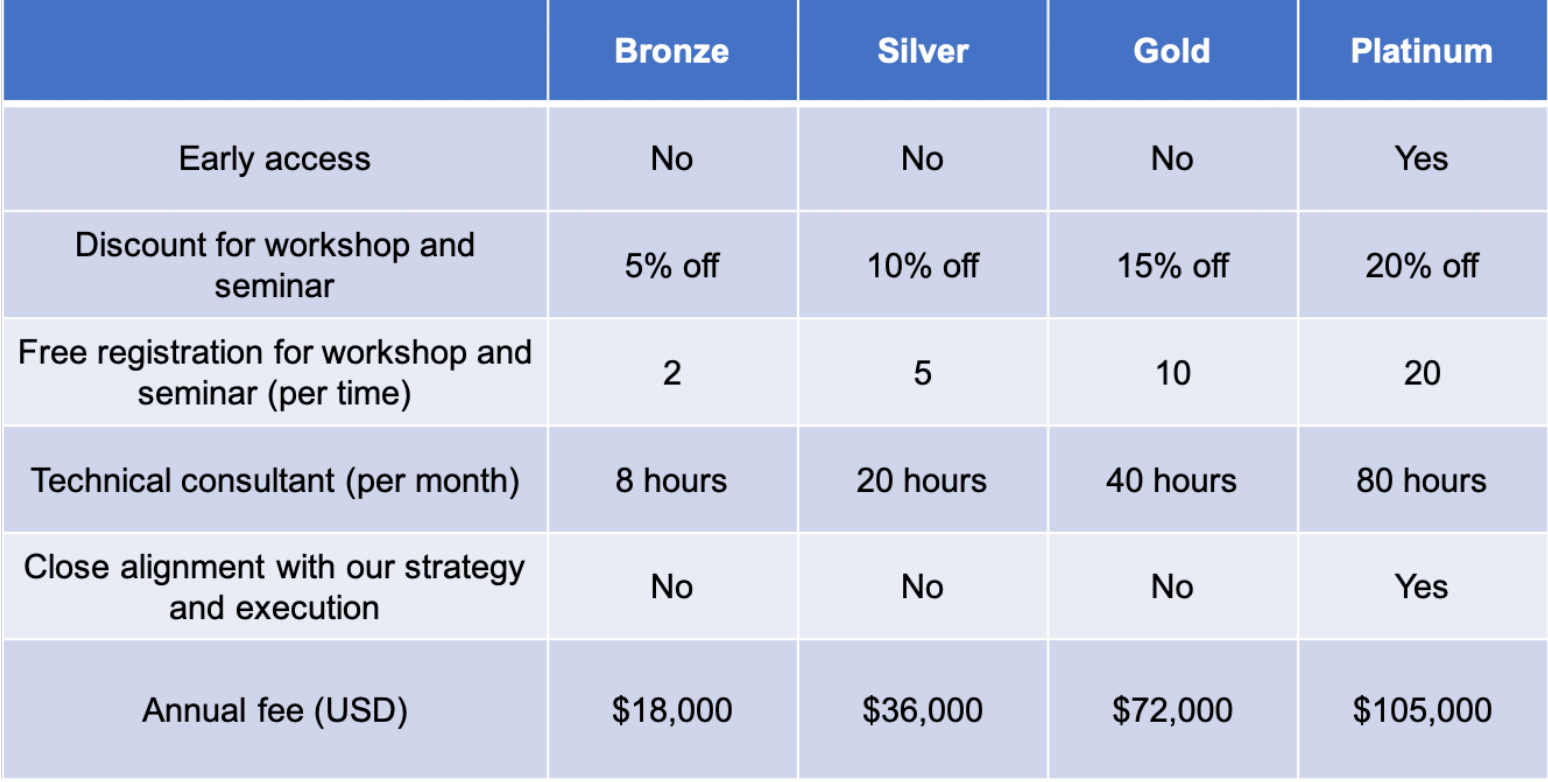 Bronze Silver Gold Platinum
Early access No No No Yes
Discount for workshop and
seminar 5% off 10% off 15% off 20% off
Free registration for workshop and
seminar (per time) 2 5 10 20
Technical consultant (per month) 8 hours 20 hours 40 hours 80 hours
Close alignment with our strategy
and execution No No No Yes
Annual fee (USD) $18,000 $36,000 $72,000 $105,000